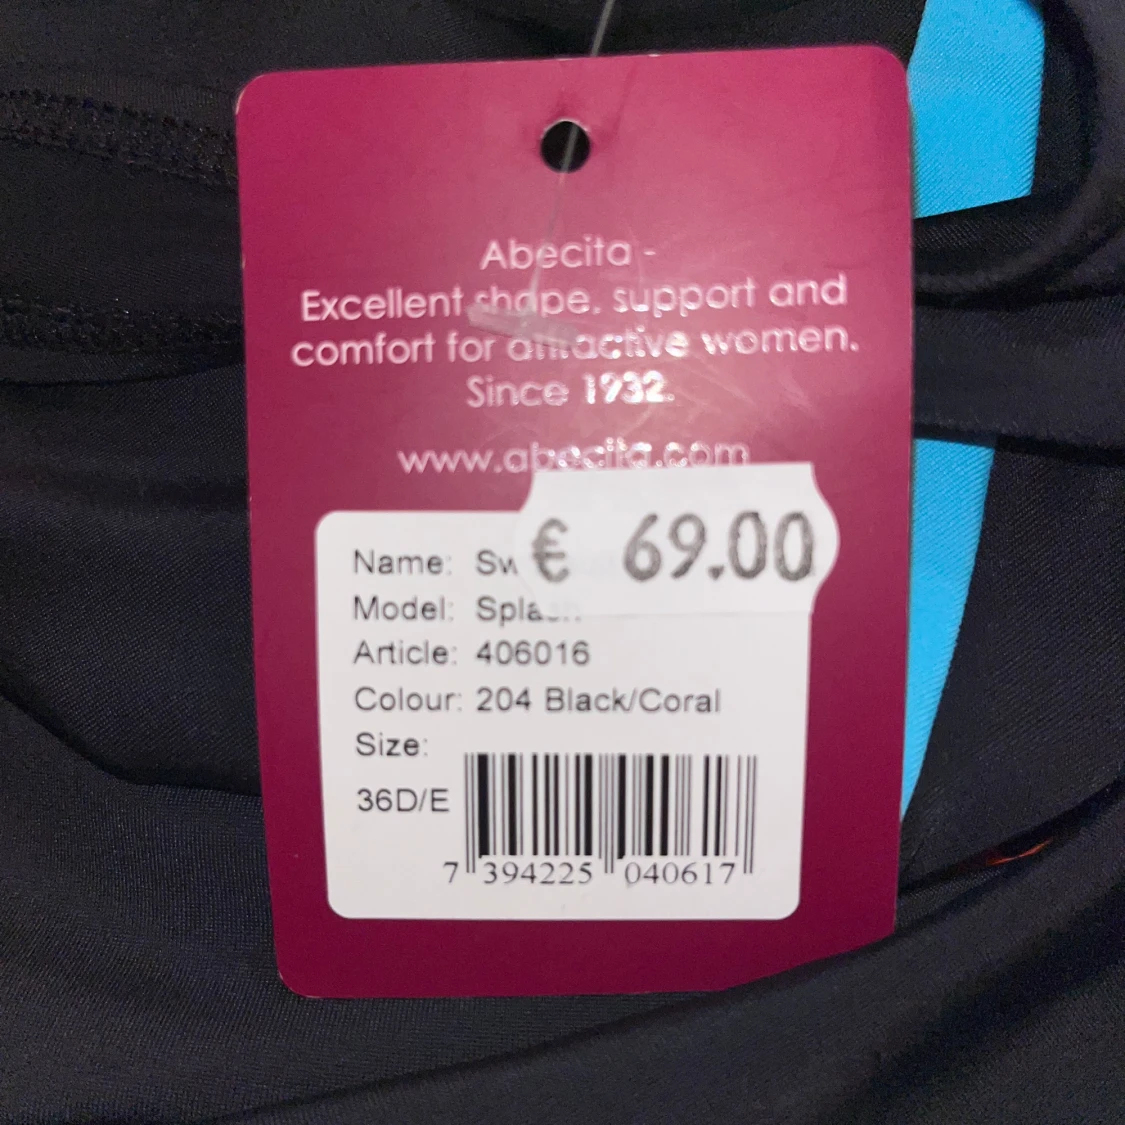 Abecita -
Excellent shape, support and
comfort for attractive women.
Since 1932.
www.abecita.com
€ 69.00
Name:
Model:
Article: 406016
Colour: 204 Black/Coral
Size:
36D/E
7 394225 040617